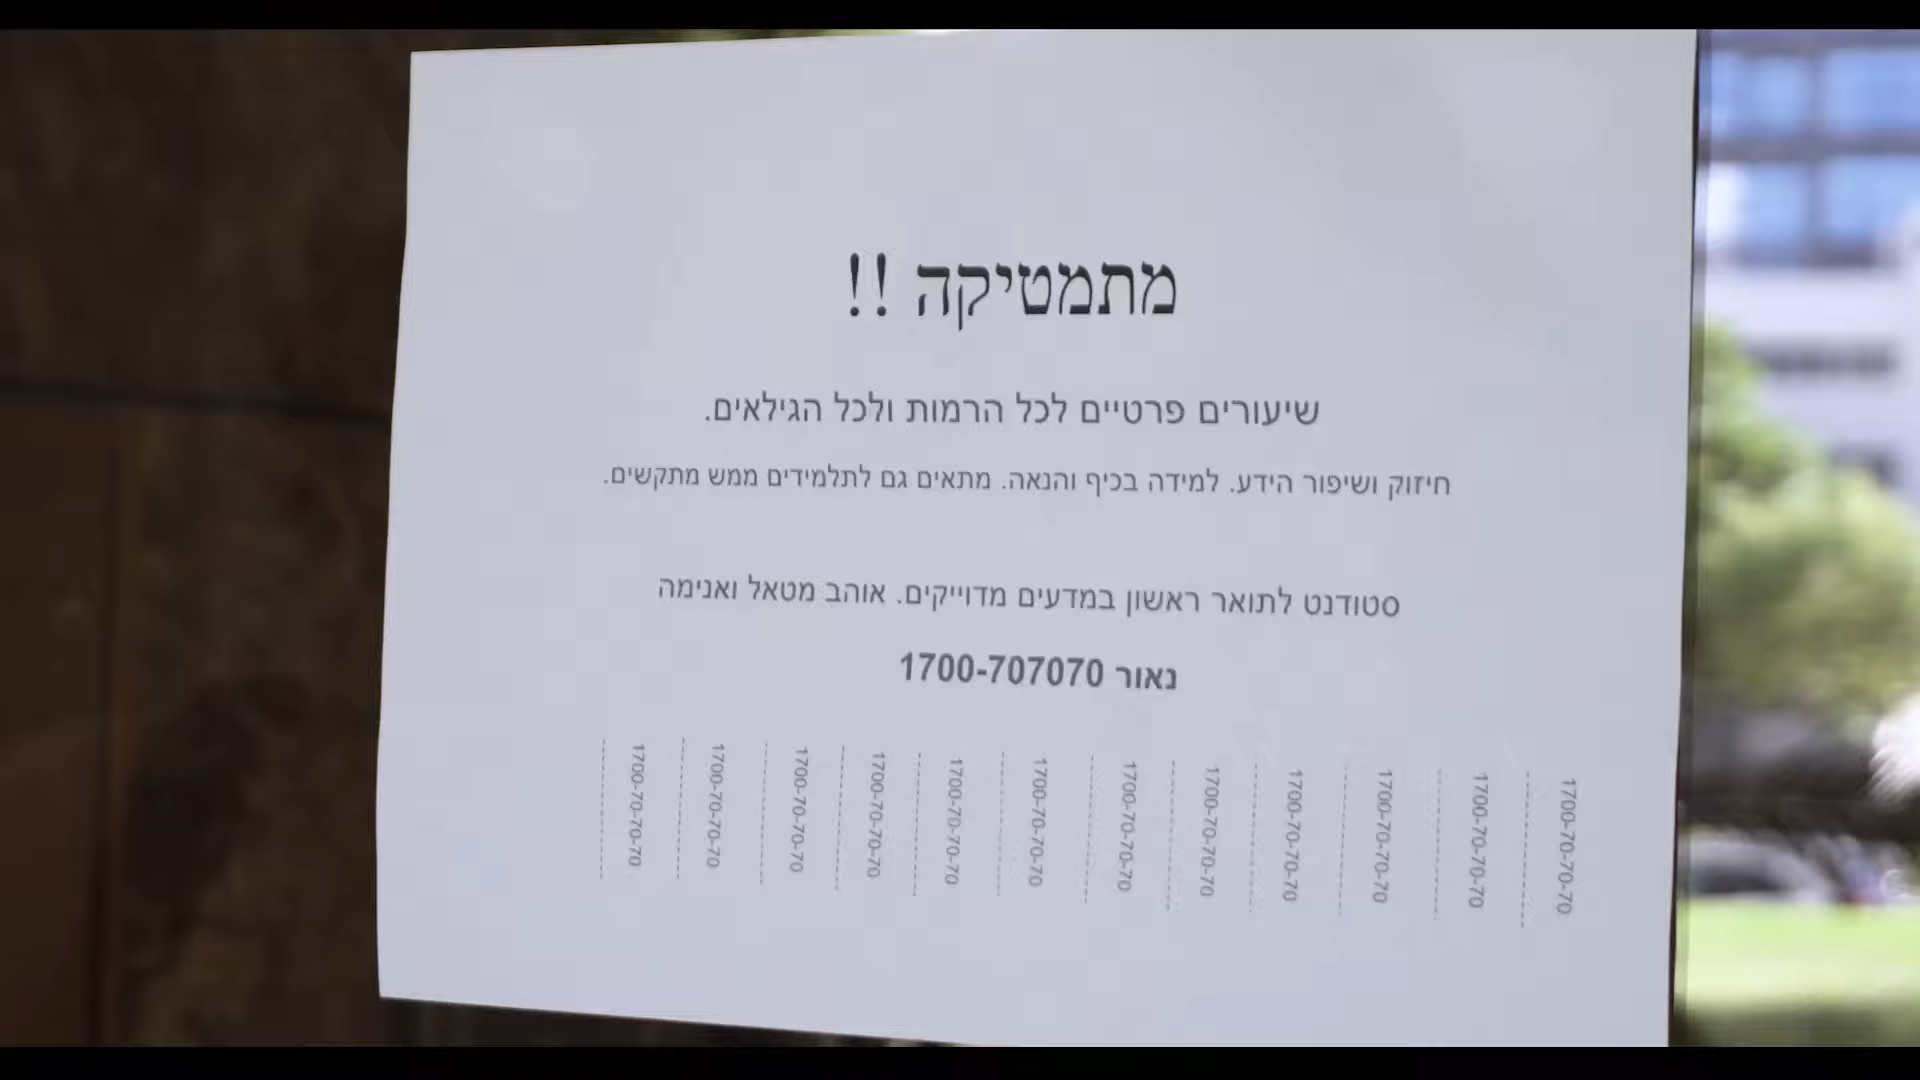 מתמטיקה !!
שיעורים פרטיים לכל הרמות ולכל הגילאים.
חיזוק ושיפור הידע. למידה בכיף והנאה. מתאים גם לתלמידים ממש מתקשים.
סטודנט לתואר ראשון במדעים מדוייקים. אוהב מטאל ואנימה
נאור 1700-707070
1700-70-70-70
1700-70-70-70
1700-70-70-70
1700-70-70-70
1700-70-70-70
1700-70-70-70
1700-70-70-70
1700-70-70-70
1700-70-70-70
1700-70-70-70
1700-70-70-70
1700-70-70-70